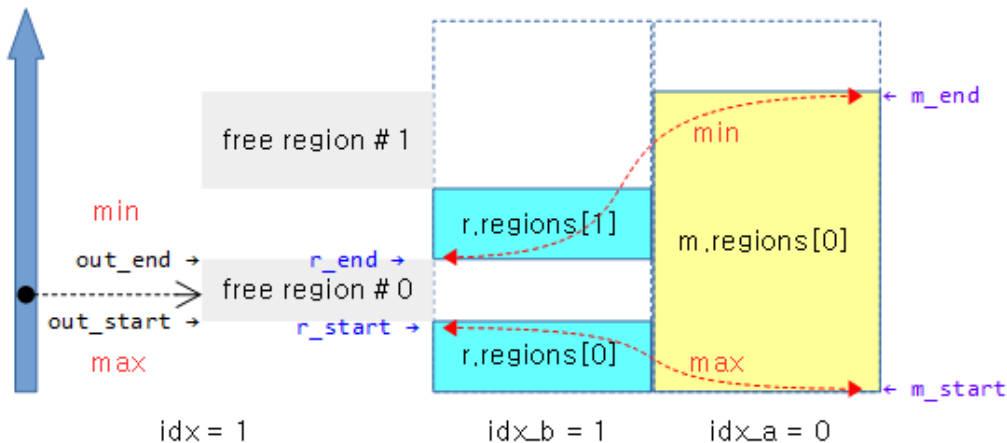 ← m_end
free region # 1
min
min
r,regions[1]
m,regions[0]
out_end →
r_end →
free region # 0
out_start →
r_start →
r,regions[0]
max
max
← m_start
idx = 1
idx_b = 1
idx_a = 0